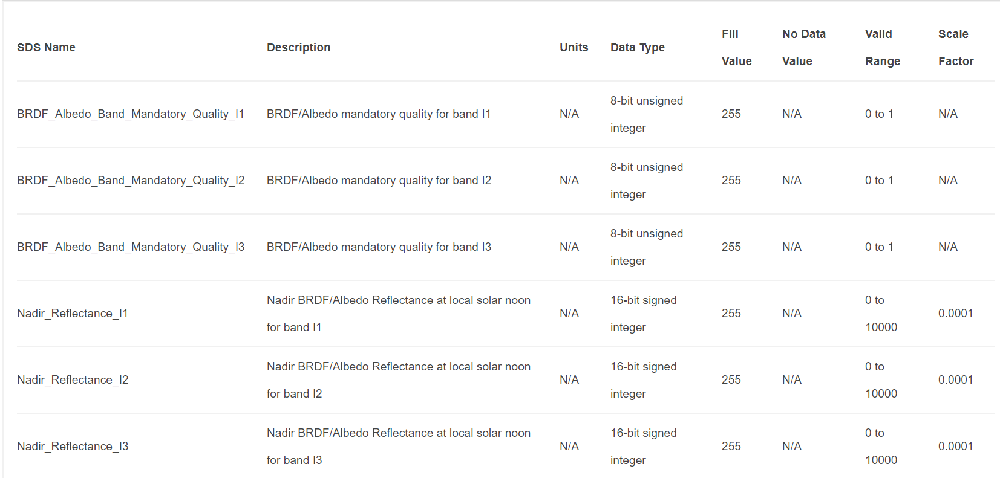 SDS Name Description Units Data Type Fill Value No Data Value Valid Range Scale Factor
BRDF_Albedo_Band_Mandatory_Quality_I1 BRDF/Albedo mandatory quality for band I1 N/A 8-bit unsigned integer 255 N/A 0 to 1 N/A
BRDF_Albedo_Band_Mandatory_Quality_I2 BRDF/Albedo mandatory quality for band I2 N/A 8-bit unsigned integer 255 N/A 0 to 1 N/A
BRDF_Albedo_Band_Mandatory_Quality_I3 BRDF/Albedo mandatory quality for band I3 N/A 8-bit unsigned integer 255 N/A 0 to 1 N/A
Nadir_Reflectance_I1 Nadir BRDF/Albedo Reflectance at local solar noon for band I1 N/A 16-bit signed integer 255 N/A 0 to 10000 0.0001
Nadir_Reflectance_I2 Nadir BRDF/Albedo Reflectance at local solar noon for band I2 N/A 16-bit signed integer 255 N/A 0 to 10000 0.0001
Nadir_Reflectance_I3 Nadir BRDF/Albedo Reflectance at local solar noon for band I3 N/A 16-bit signed integer 255 N/A 0 to 10000 0.0001